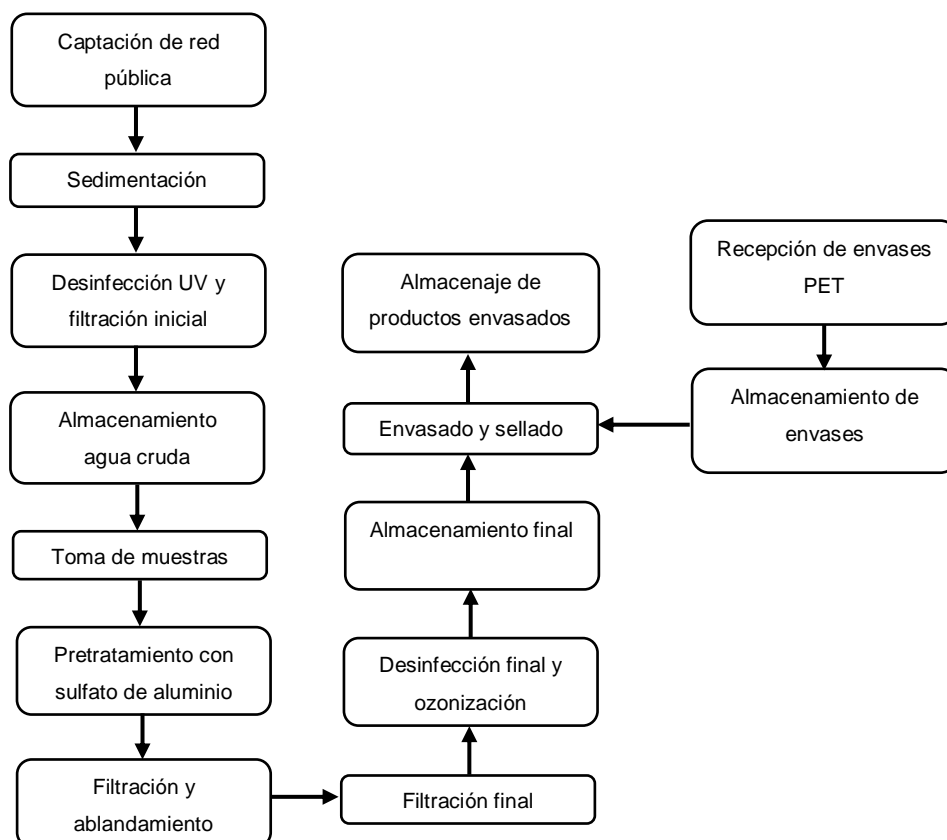 Captación de red
pública
Sedimentación
Desinfección UV y
filtración inicial
Almacenamiento
agua cruda
Toma de muestras
Pretratamiento con
sulfato de aluminio
Filtración y
ablandamiento
Filtración final
Desinfección final y
ozonización
Almacenamiento final
Envasado y sellado
Almacenaje de
productos envasados
Recepción de envases
PET
Almacenamiento de
envases